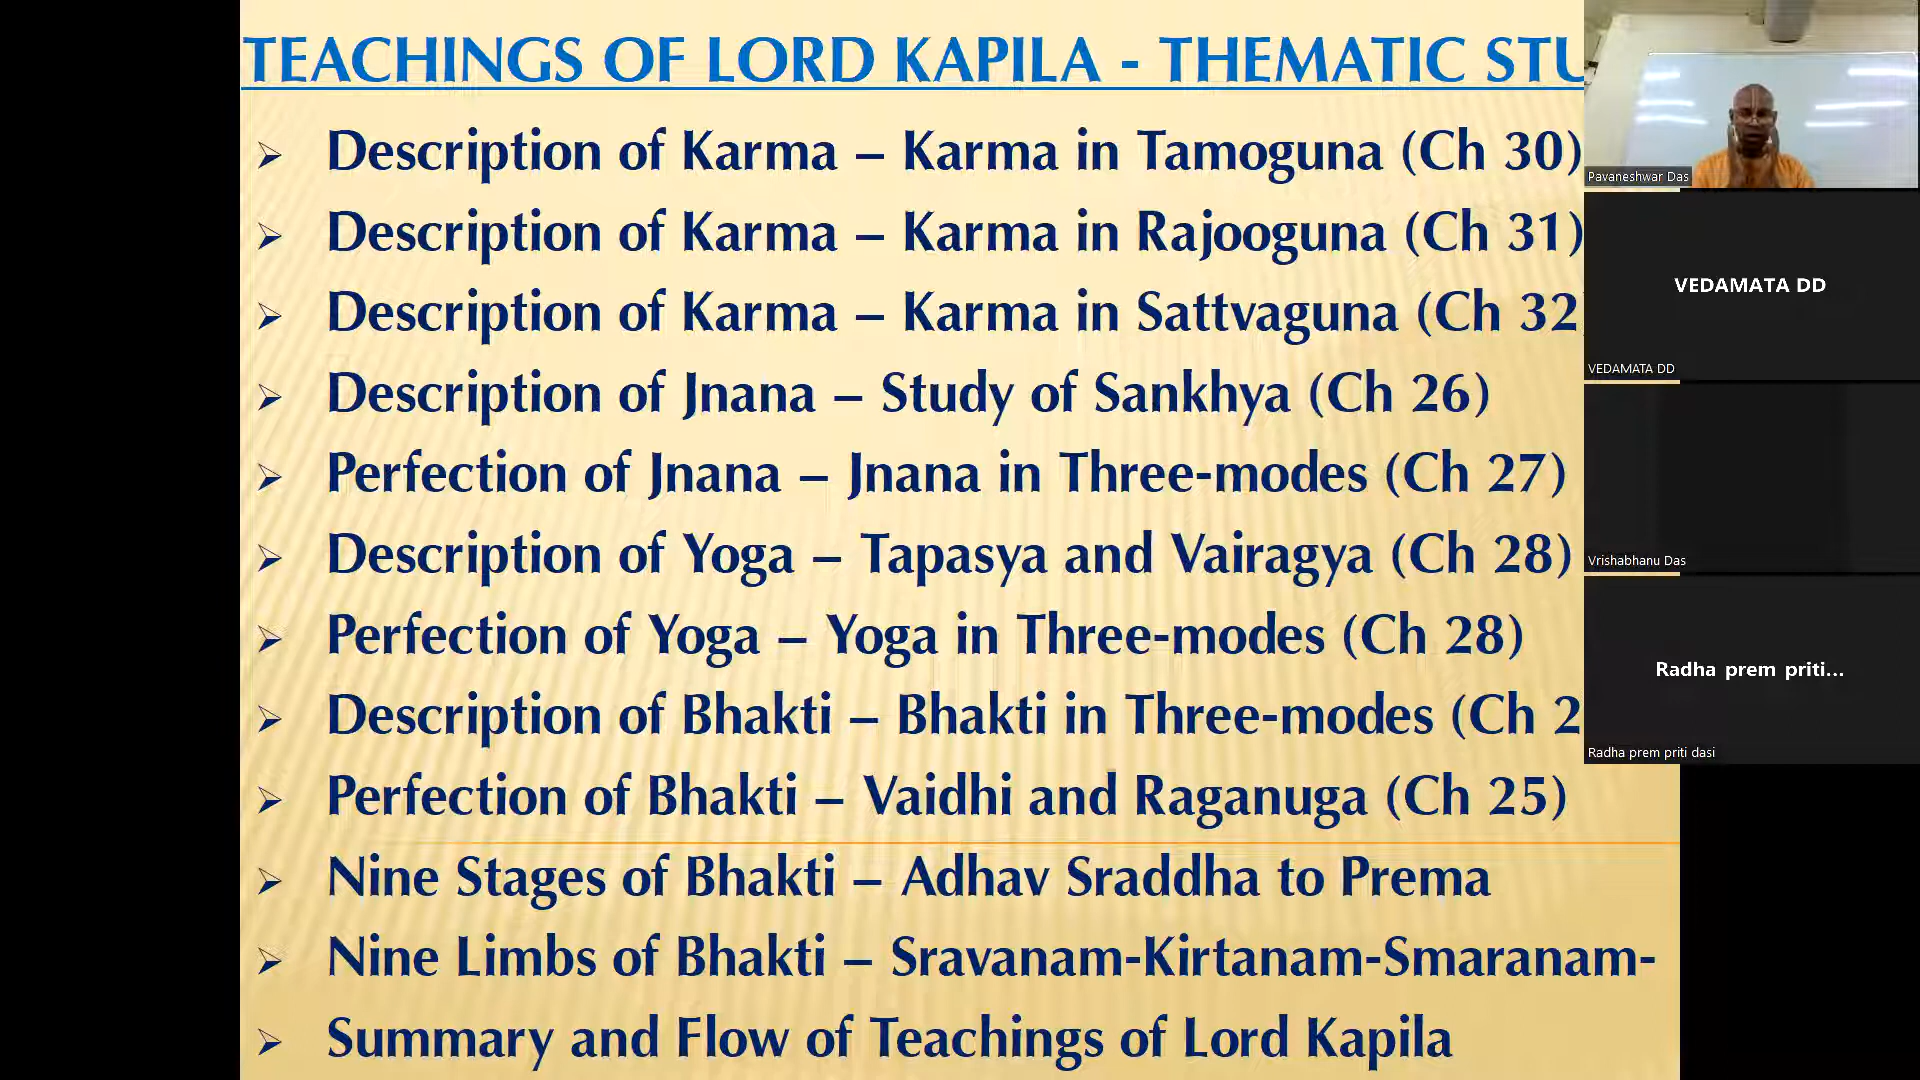 TEACHINGS OF LORD KAPILA - THEMATIC STU
➢ Description of Karma – Karma in Tamoguna (Ch 30)
➢ Description of Karma – Karma in Rajooguna (Ch 31)
➢ Description of Karma – Karma in Sattvaguna (Ch 32
➢ Description of Jnana – Study of Sankhya (Ch 26)
➢ Perfection of Jnana – Jnana in Three-modes (Ch 27)
➢ Description of Yoga – Tapasya and Vairagya (Ch 28)
➢ Perfection of Yoga – Yoga in Three-modes (Ch 28)
➢ Description of Bhakti – Bhakti in Three-modes (Ch 2
➢ Perfection of Bhakti – Vaidhi and Raganuga (Ch 25)
➢ Nine Stages of Bhakti – Adhav Sraddha to Prema
➢ Nine Limbs of Bhakti – Sravanam-Kirtanam-Smaranam-
➢ Summary and Flow of Teachings of Lord Kapila
Pavaneshwar Das
VEDAMATA DD
VEDAMATA DD
Vrishabhanu Das
Radha prem priti...
Radha prem priti dasi